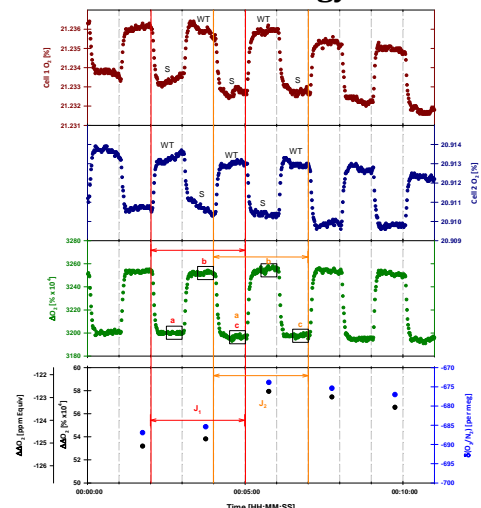 21.236
21.235
21.234
21.233
21.232
21.231
Cell 1 O₂ [%]
WT
WT
S
S
S
20.914
20.913
20.912
20.911
20.910
20.909
Cell 2 O₂ [%]
WT
WT
WT
S
S
3280
3260
3240
3220
3200
3180
ΔO₂ [% x10⁴]
b
b
a
a
c
c
-122
-123
-124
-125
-126
ΔΔO₂ [ppm Equiv]
60
58
56
54
52
50
ΔΔO₂ [% x10⁴]
J₁
J₂
-670
-675
-680
-685
-690
-695
-700
δ(O₂/N₂) [per meg]
00:00:00
00:05:00
00:10:00
Time [HH:MM:SS]